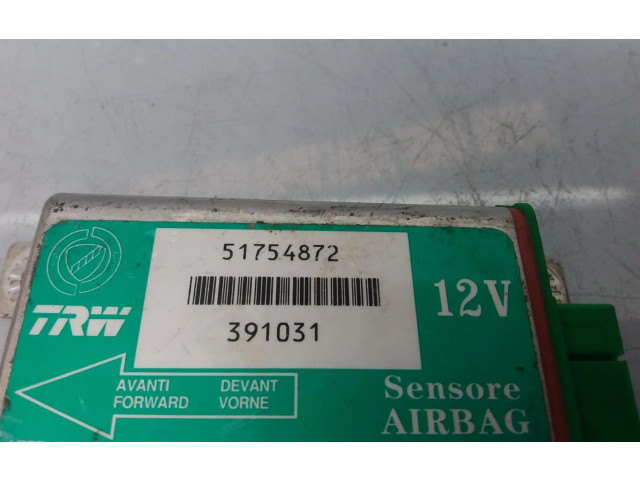 51754872
12V
TRW
391031
AVANTI DEVANT
FORWARD VORNE
Sensore
AIRBAG